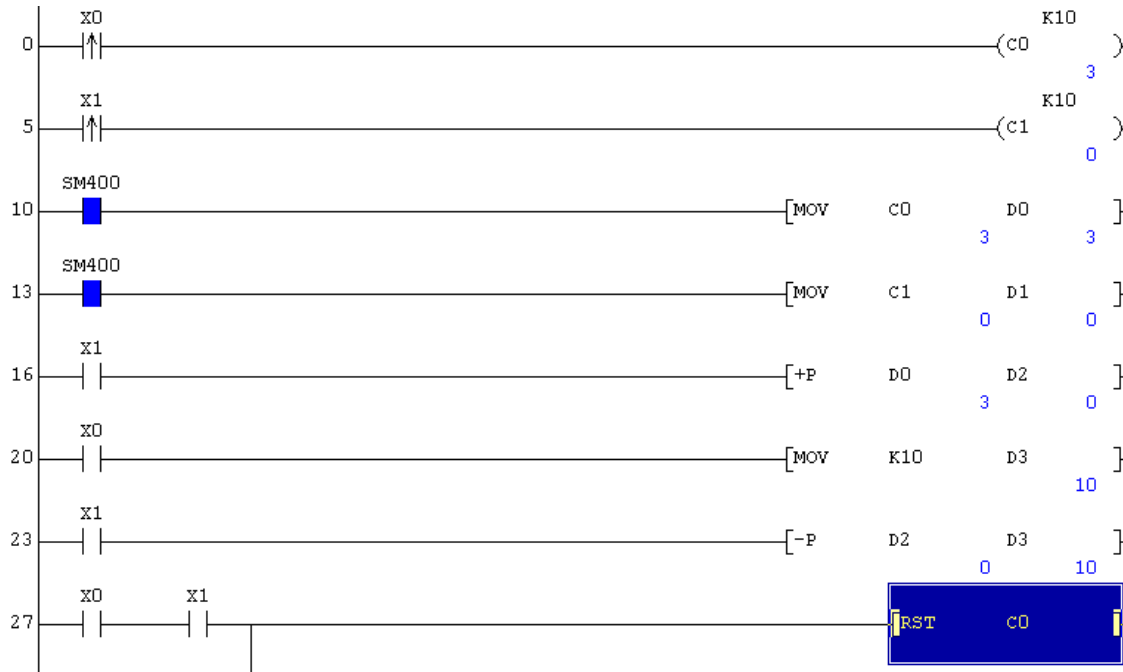 X0 K10
0 (C0 )
3
X1 K10
5 (C1 )
0
SM400
10 [MOV C0 D0 ]
3 3
SM400
13 [MOV C1 D1 ]
0 0
X1
16 [+P D0 D2 ]
3 0
X0
20 [MOV K10 D3 ]
10
X1
23 [-P D2 D3 ]
0 10
X0 X1
27 [RST C0 ]